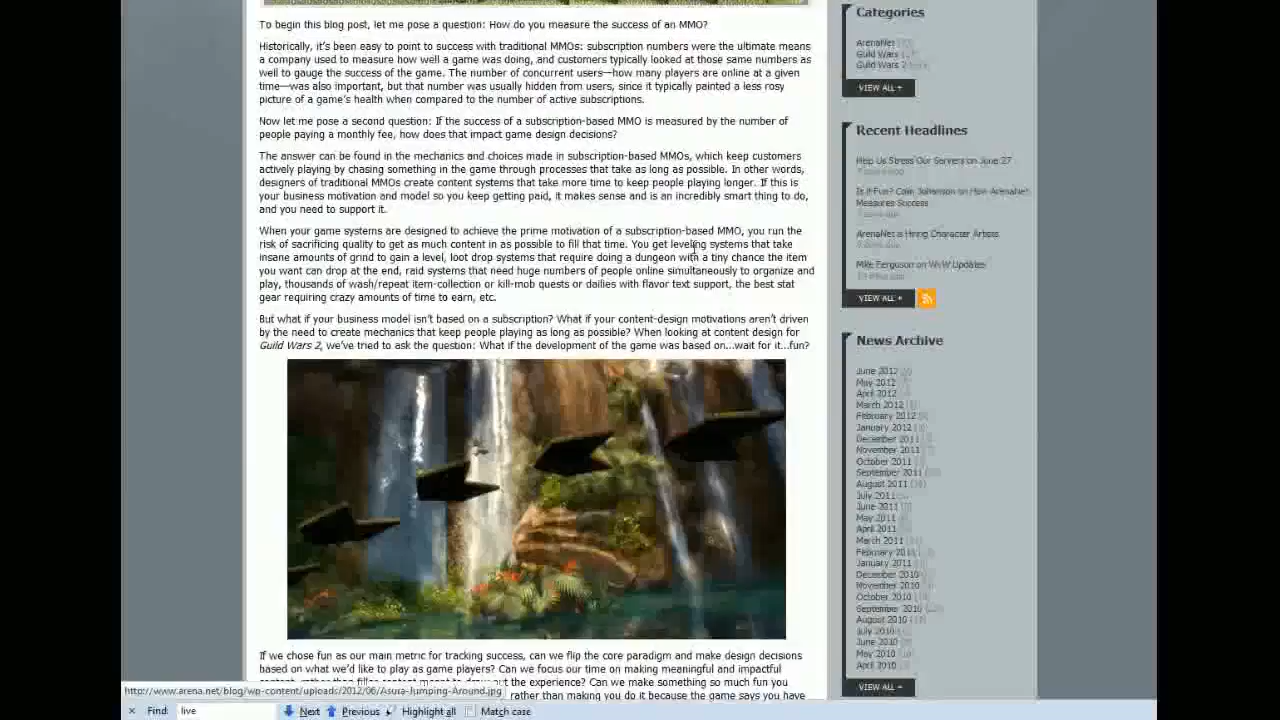 To begin this blog post, let me pose a question: How do you measure the success of an MMO?
Historically, it's been easy to point to success with traditional MMOs: subscription numbers were the ultimate means
a company used to measure how well a game was doing, and customers typically looked at those same numbers as
well to gauge the success of the game. The number of concurrent users—how many players are online at a given
time—was also important, but that number was usually hidden from users, since it typically painted a less rosy
picture of a game's health when compared to the number of active subscriptions.
Now let me pose a second question: If the success of a subscription-based MMO is measured by the number of
people paying a monthly fee, how does that impact game design decisions?
The answer can be found in the mechanics and choices made in subscription-based MMOs, which keep customers
actively playing by chasing something in the game through processes that take as long as possible. In other words,
designers of traditional MMOs create content systems that take more time to keep people playing longer. If this is
your business motivation and model so you keep getting paid, it makes sense and is an incredibly smart thing to do,
and you need to support it.
When your game systems are designed to achieve the prime motivation of a subscription-based MMO, you run the
risk of sacrificing quality to get as much content in as possible to fill that time. You get leveling systems that take
insane amounts of grind to gain a level, loot drop systems that require doing a dungeon with a tiny chance the item
you want can drop at the end, raid systems that need huge numbers of people online simultaneously to organize and
play, thousands of wash/repeat item-collection or kill-mob quests or dailies with flavor text support, the best stat
gear requiring crazy amounts of time to earn, etc.
But what if your business model isn't based on a subscription? What if your content-design motivations aren't driven
by the need to create mechanics that keep people playing as long as possible? When looking at content design for
Guild Wars 2, we've tried to ask the question: What if the development of the game was based on...wait for it...fun?
If we chose fun as our main metric for tracking success, can we flip the core paradigm and make design decisions
based on what we'd like to play as game players? Can we focus our time on making meaningful and impactful
the experience? Can we make something so much fun you
rather than making you do it because the game says you have
Categories
ArenaNet
Guild Wars
Guild Wars 2
VIEW ALL +
Recent Headlines
Help Us Stress Our Servers on June 27
Is it Fun? Colin Johanson on How ArenaNet
Measures Success
ArenaNet is Hiring Character Artists
Mike Ferguson on WvW Updates
VIEW ALL +
News Archive
June 2012
May 2012
April 2012
March 2012
February 2012
January 2012
December 2011
November 2011
October 2011
September 2011
August 2011
July 2011
June 2011
May 2011
April 2011
March 2011
February 2011
January 2011
December 2010
November 2010
October 2010
September 2010
August 2010
July 2010
June 2010
May 2010
April 2010
VIEW ALL +
http://www.arena.net/blog/wp-content/uploads/2012/06/Asura-Jumping-Around.jpg
Find: live Next Previous Highlight all Match case